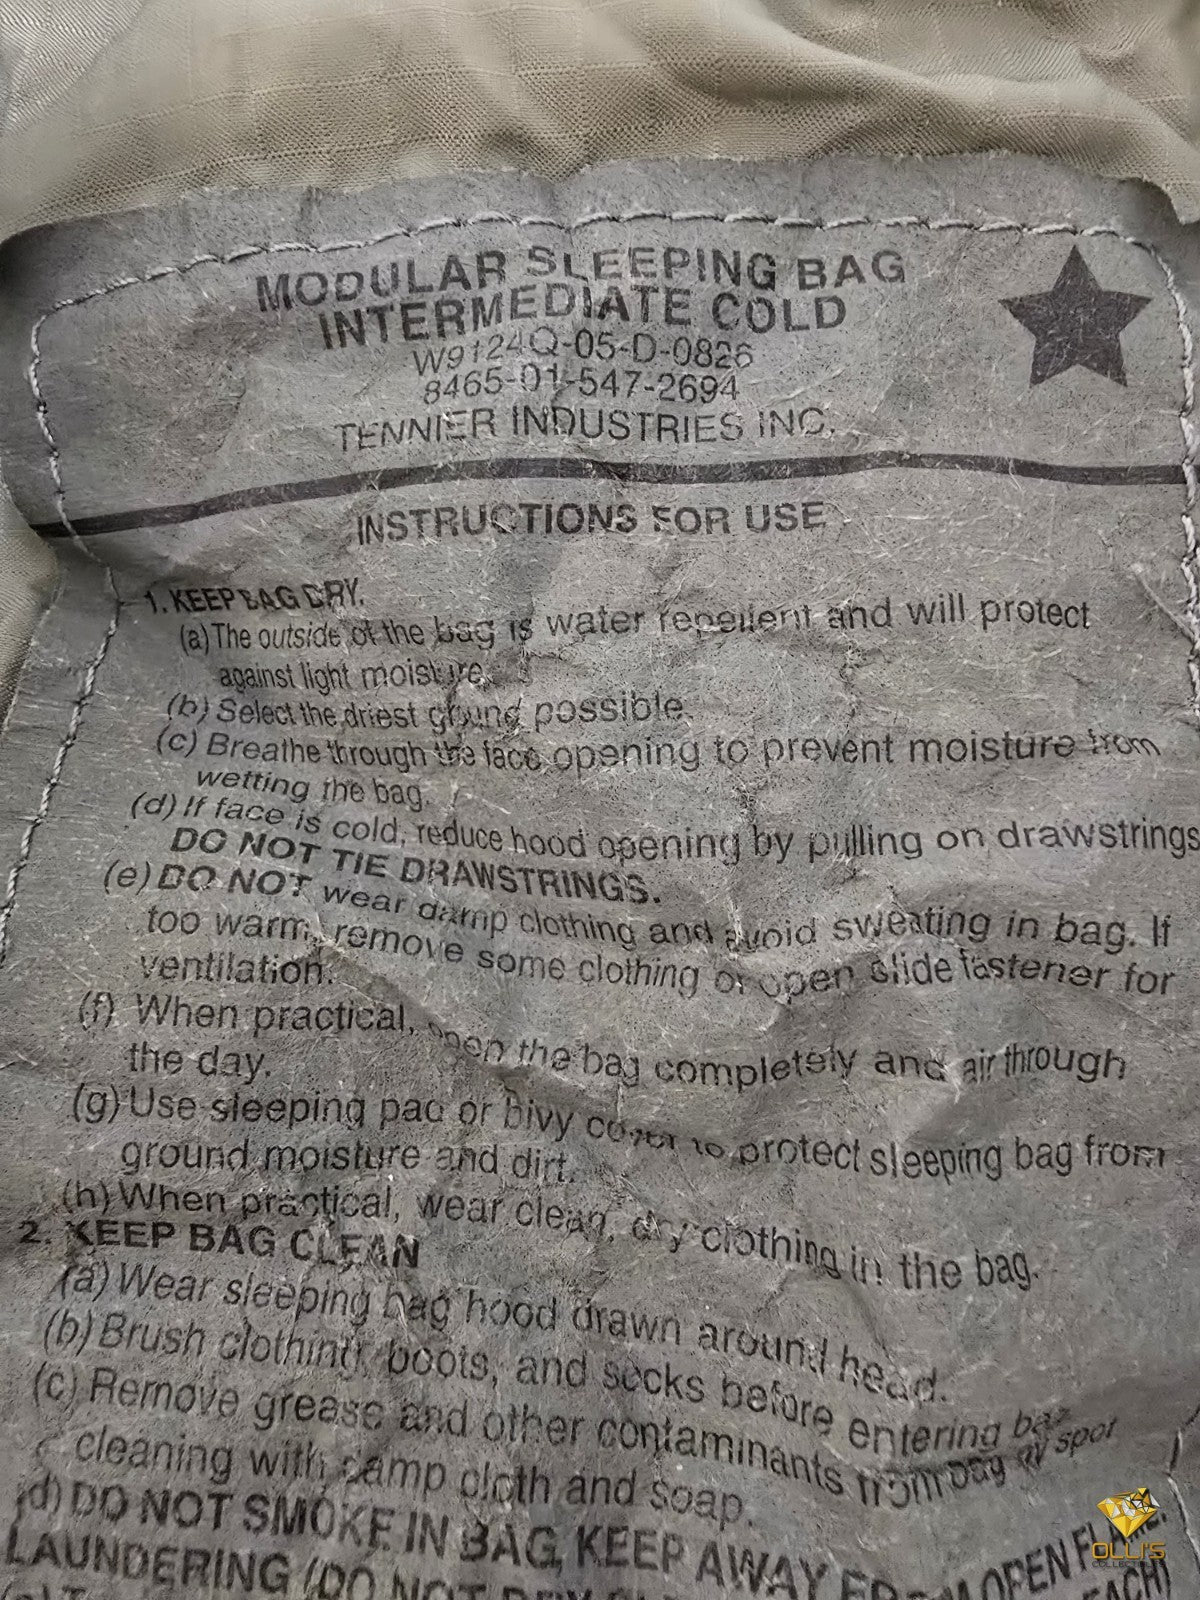 MODULAR SLEEPING BAG
INTERMEDIATE COLD
W9124Q-05-D-0826
8465-01-547-2694
TENNIER INDUSTRIES INC.
INSTRUCTIONS FOR USE
1. KEEP BAG DRY.
(a) The outside of the bag is water repellent and will protect
against light moisture.
(b) Select the driest ground possible.
(c) Breathe through the face opening to prevent moisture from
wetting the bag.
(d) If face is cold, reduce hood opening by pulling on drawstrings
DO NOT TIE DRAWSTRINGS.
(e) DO NOT wear damp clothing and avoid sweating in bag. If
too warm, remove some clothing or open slide fastener for
ventilation.
(f) When practical, open the bag completely and air through
the day.
(g) Use sleeping pad or bivy cover to protect sleeping bag from
ground moisture and dirt.
(h) When practical, wear clean, dry clothing in the bag.
2. KEEP BAG CLEAN
(a) Wear sleeping bag hood drawn around head.
(b) Brush clothing, boots, and socks before entering bag
(c) Remove grease and other contaminants from bag by spot
cleaning with damp cloth and soap.
(d) DO NOT SMOKE IN BAG, KEEP AWAY FROM OPEN FLAME.
LAUNDERING (DO NOT DRY
OLLI'S
COLLECTIBLES